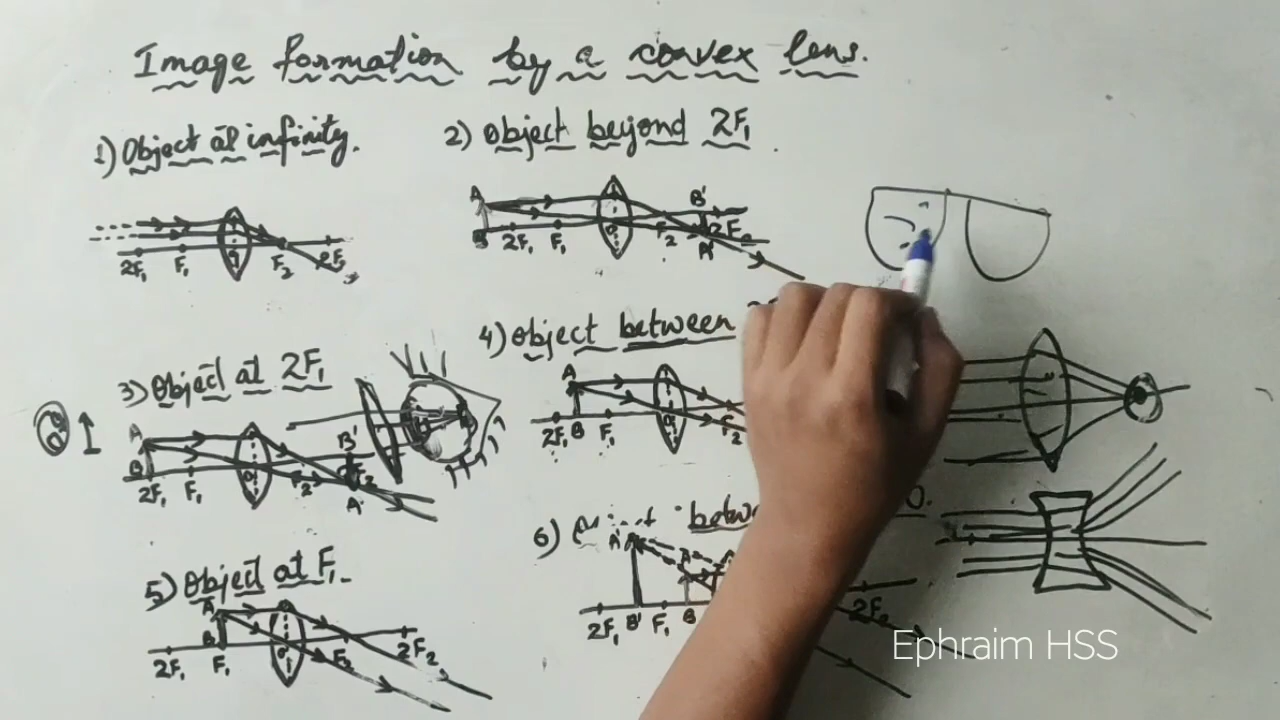 Image formation by a convex lens.
1) Object at infinity.
2F₁ F₁ O F₂ 2F₂
2) Object beyond 2F₁
A B 2F₁ F₁ O F₂ B' 2F₂ A'
3) Object at 2F₁
A B 2F₁ F₁ O F₂ B' 2F₂ A'
4) Object between
A B 2F₁ F₁ O F₂
5) Object at F₁
A B 2F₁ F₁ O F₂ 2F₂
6) betw
A' A 2F₁ B' F₁ B 2F₂
Ephraim HSS